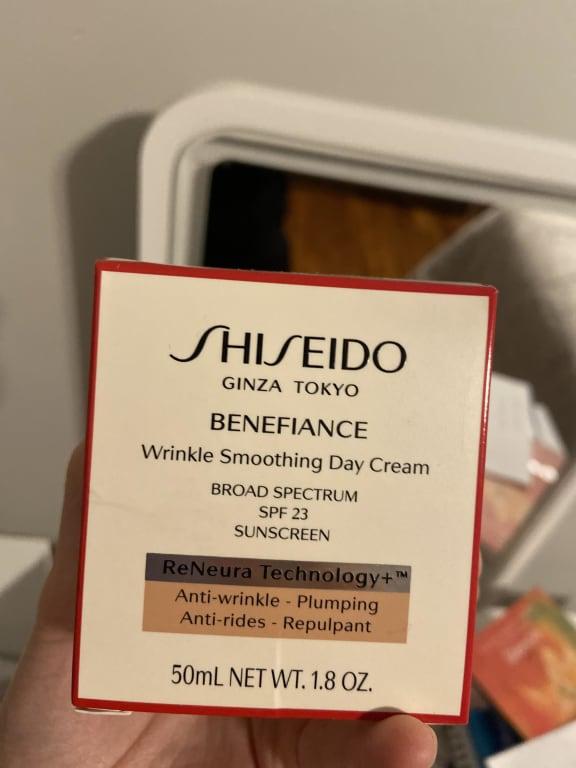 SHISEIDO
GINZA TOKYO
BENEFIANCE
Wrinkle Smoothing Day Cream
BROAD SPECTRUM
SPF 23
SUNSCREEN
ReNeura Technology+™
Anti-wrinkle - Plumping
Anti-rides - Repulpant
50mL NET WT. 1.8 OZ.